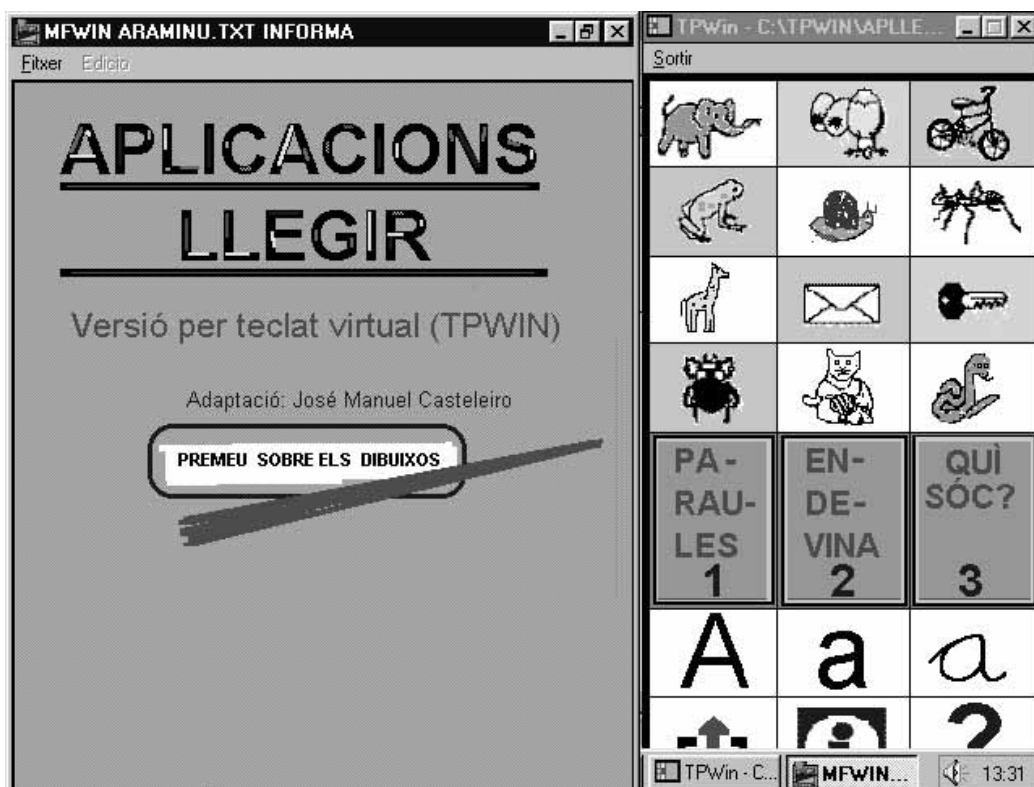 MFWIN ARAMINU.TXT INFORMA
Fitxer Edicio
APLICACIONS
LLEGIR
Versió per teclat virtual (TPWIN)
Adaptació: José Manuel Casteleiro
PREMEU SOBRE ELS DIBUIXOS
TPWin - C:\TPWIN\APLLE...
Sortir
PA-
RAU-
LES
1
EN-
DE-
VINA
2
QUÌ
SÓC?
3
A a a
?
TPWin - C... MFWIN... 13:31